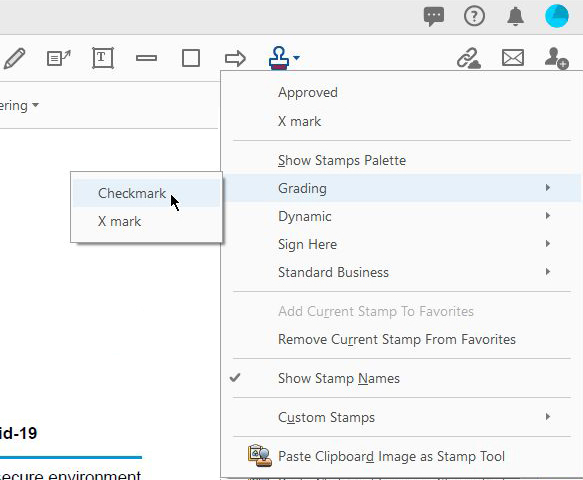 T
ering
Approved
X mark
Show Stamps Palette
Grading
Dynamic
Sign Here
Standard Business
Add Current Stamp To Favorites
Remove Current Stamp From Favorites
Show Stamp Names
Custom Stamps
Paste Clipboard Image as Stamp Tool
Checkmark
X mark
id-19
secure environment